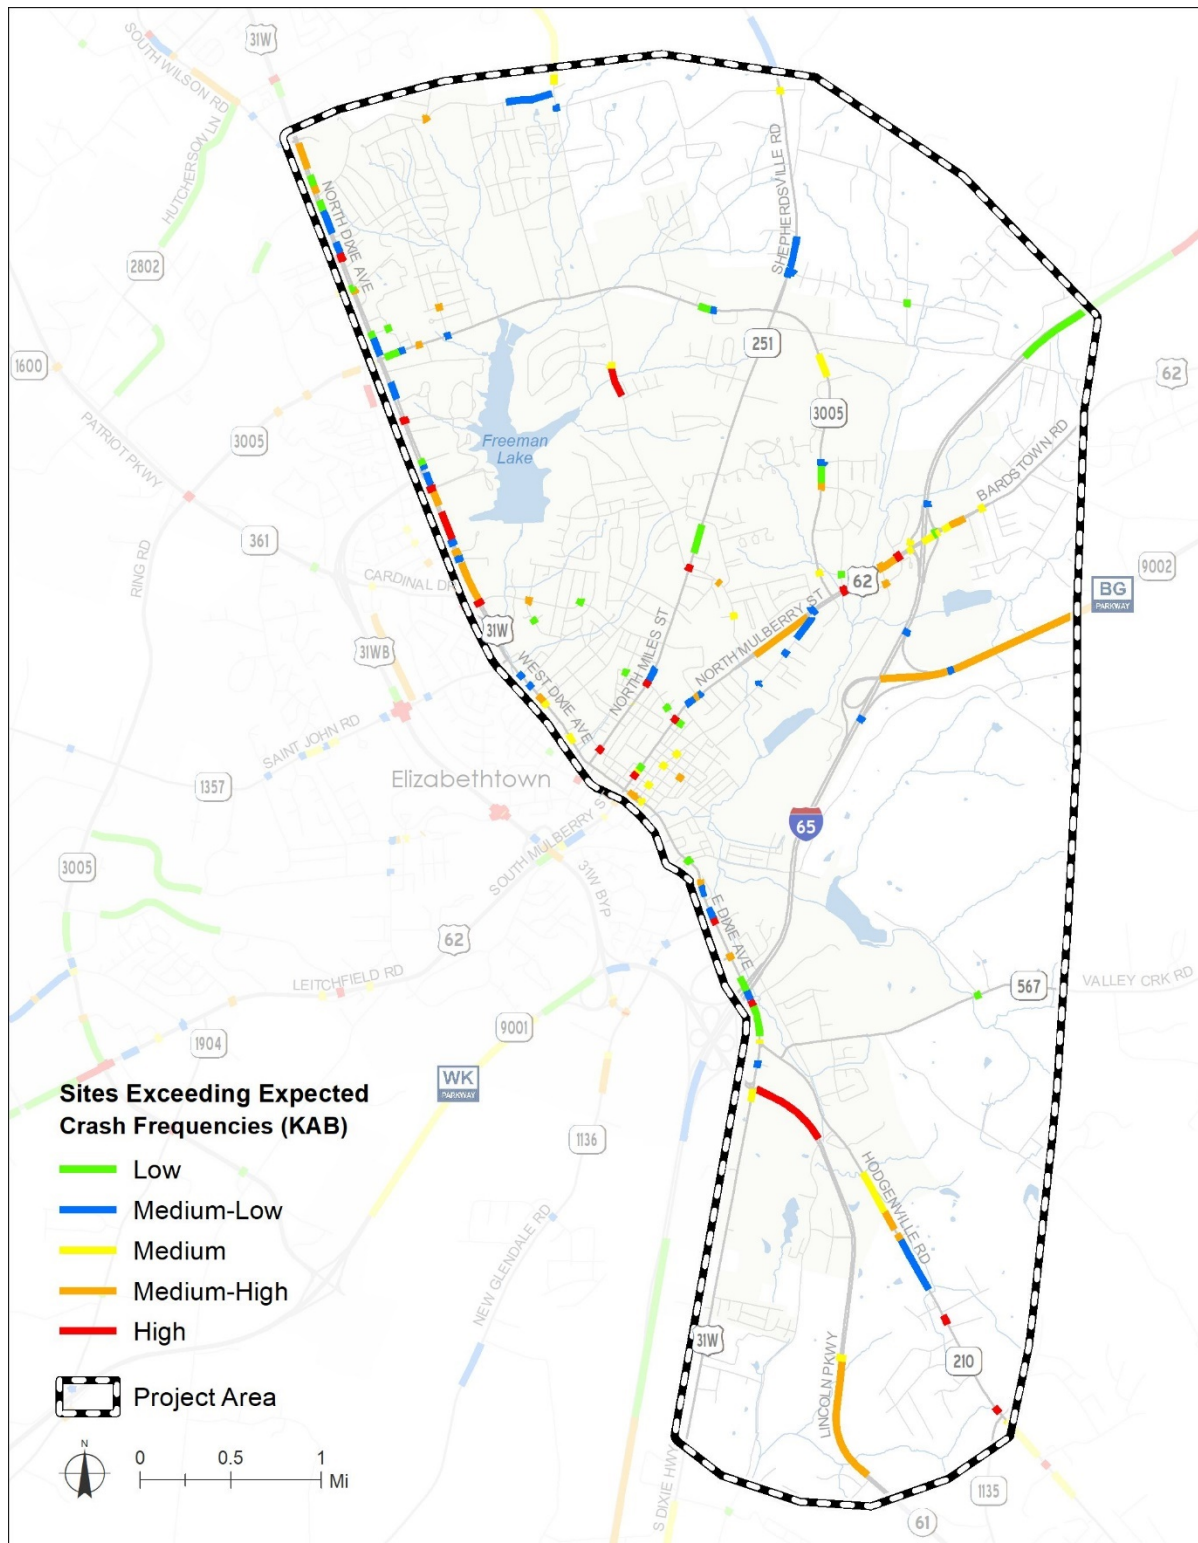 31W
SOUTH WILSON RD
HUTCHERSON LN
NORTH DIXIE AVE
SHEPHERDSVILLE RD
2802
1600
251
62
3005
3005
PATRIOT PKWY
Freeman
Lake
BARDSTOWN RD
361
RING RD
CARDINAL DR
62
9002
BG
PARKWAY
31W
31WB
NORTH MULBERRY ST
NORTH MILES ST
WEST DIXIE AVE
SAINT JOHN RD
1357
Elizabethtown
65
SOUTH MULBERRY ST
3005
31W BYP
E DIXIE AVE
62
LEITCHFIELD RD
567
VALLEY CRK RD
9001
1904
WK
PARKWAY
1136
HODGENVILLE RD
NEW GLENDALE RD
31W
210
LINCOLN PKWY
S DIXIE HWY
1135
61
Sites Exceeding Expected
Crash Frequencies (KAB)
Low
Medium-Low
Medium
Medium-High
High
Project Area
N
0 0.5 1
Mi